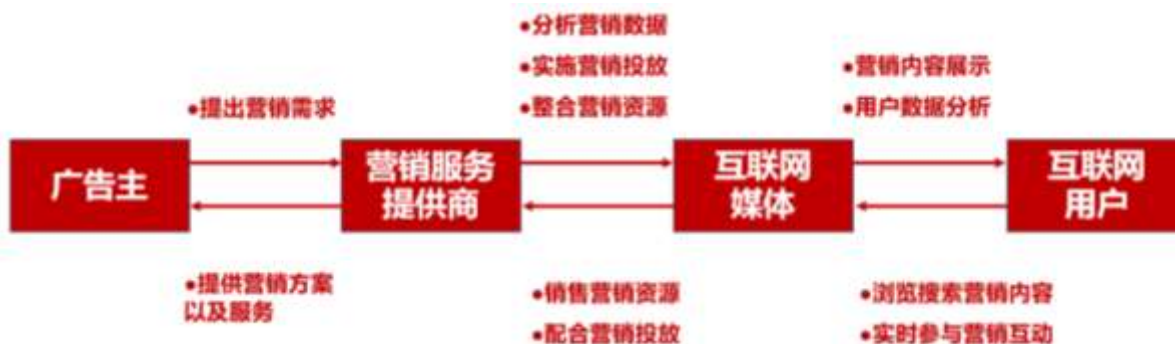 ●分析营销数据
●实施营销投放
●整合营销资源
●营销内容展示
●用户数据分析
●提出营销需求
广告主
营销服务
提供商
互联网
媒体
互联网
用户
●提供营销方案
以及服务
●销售营销资源
●配合营销投放
●浏览搜索营销内容
●实时参与营销互动